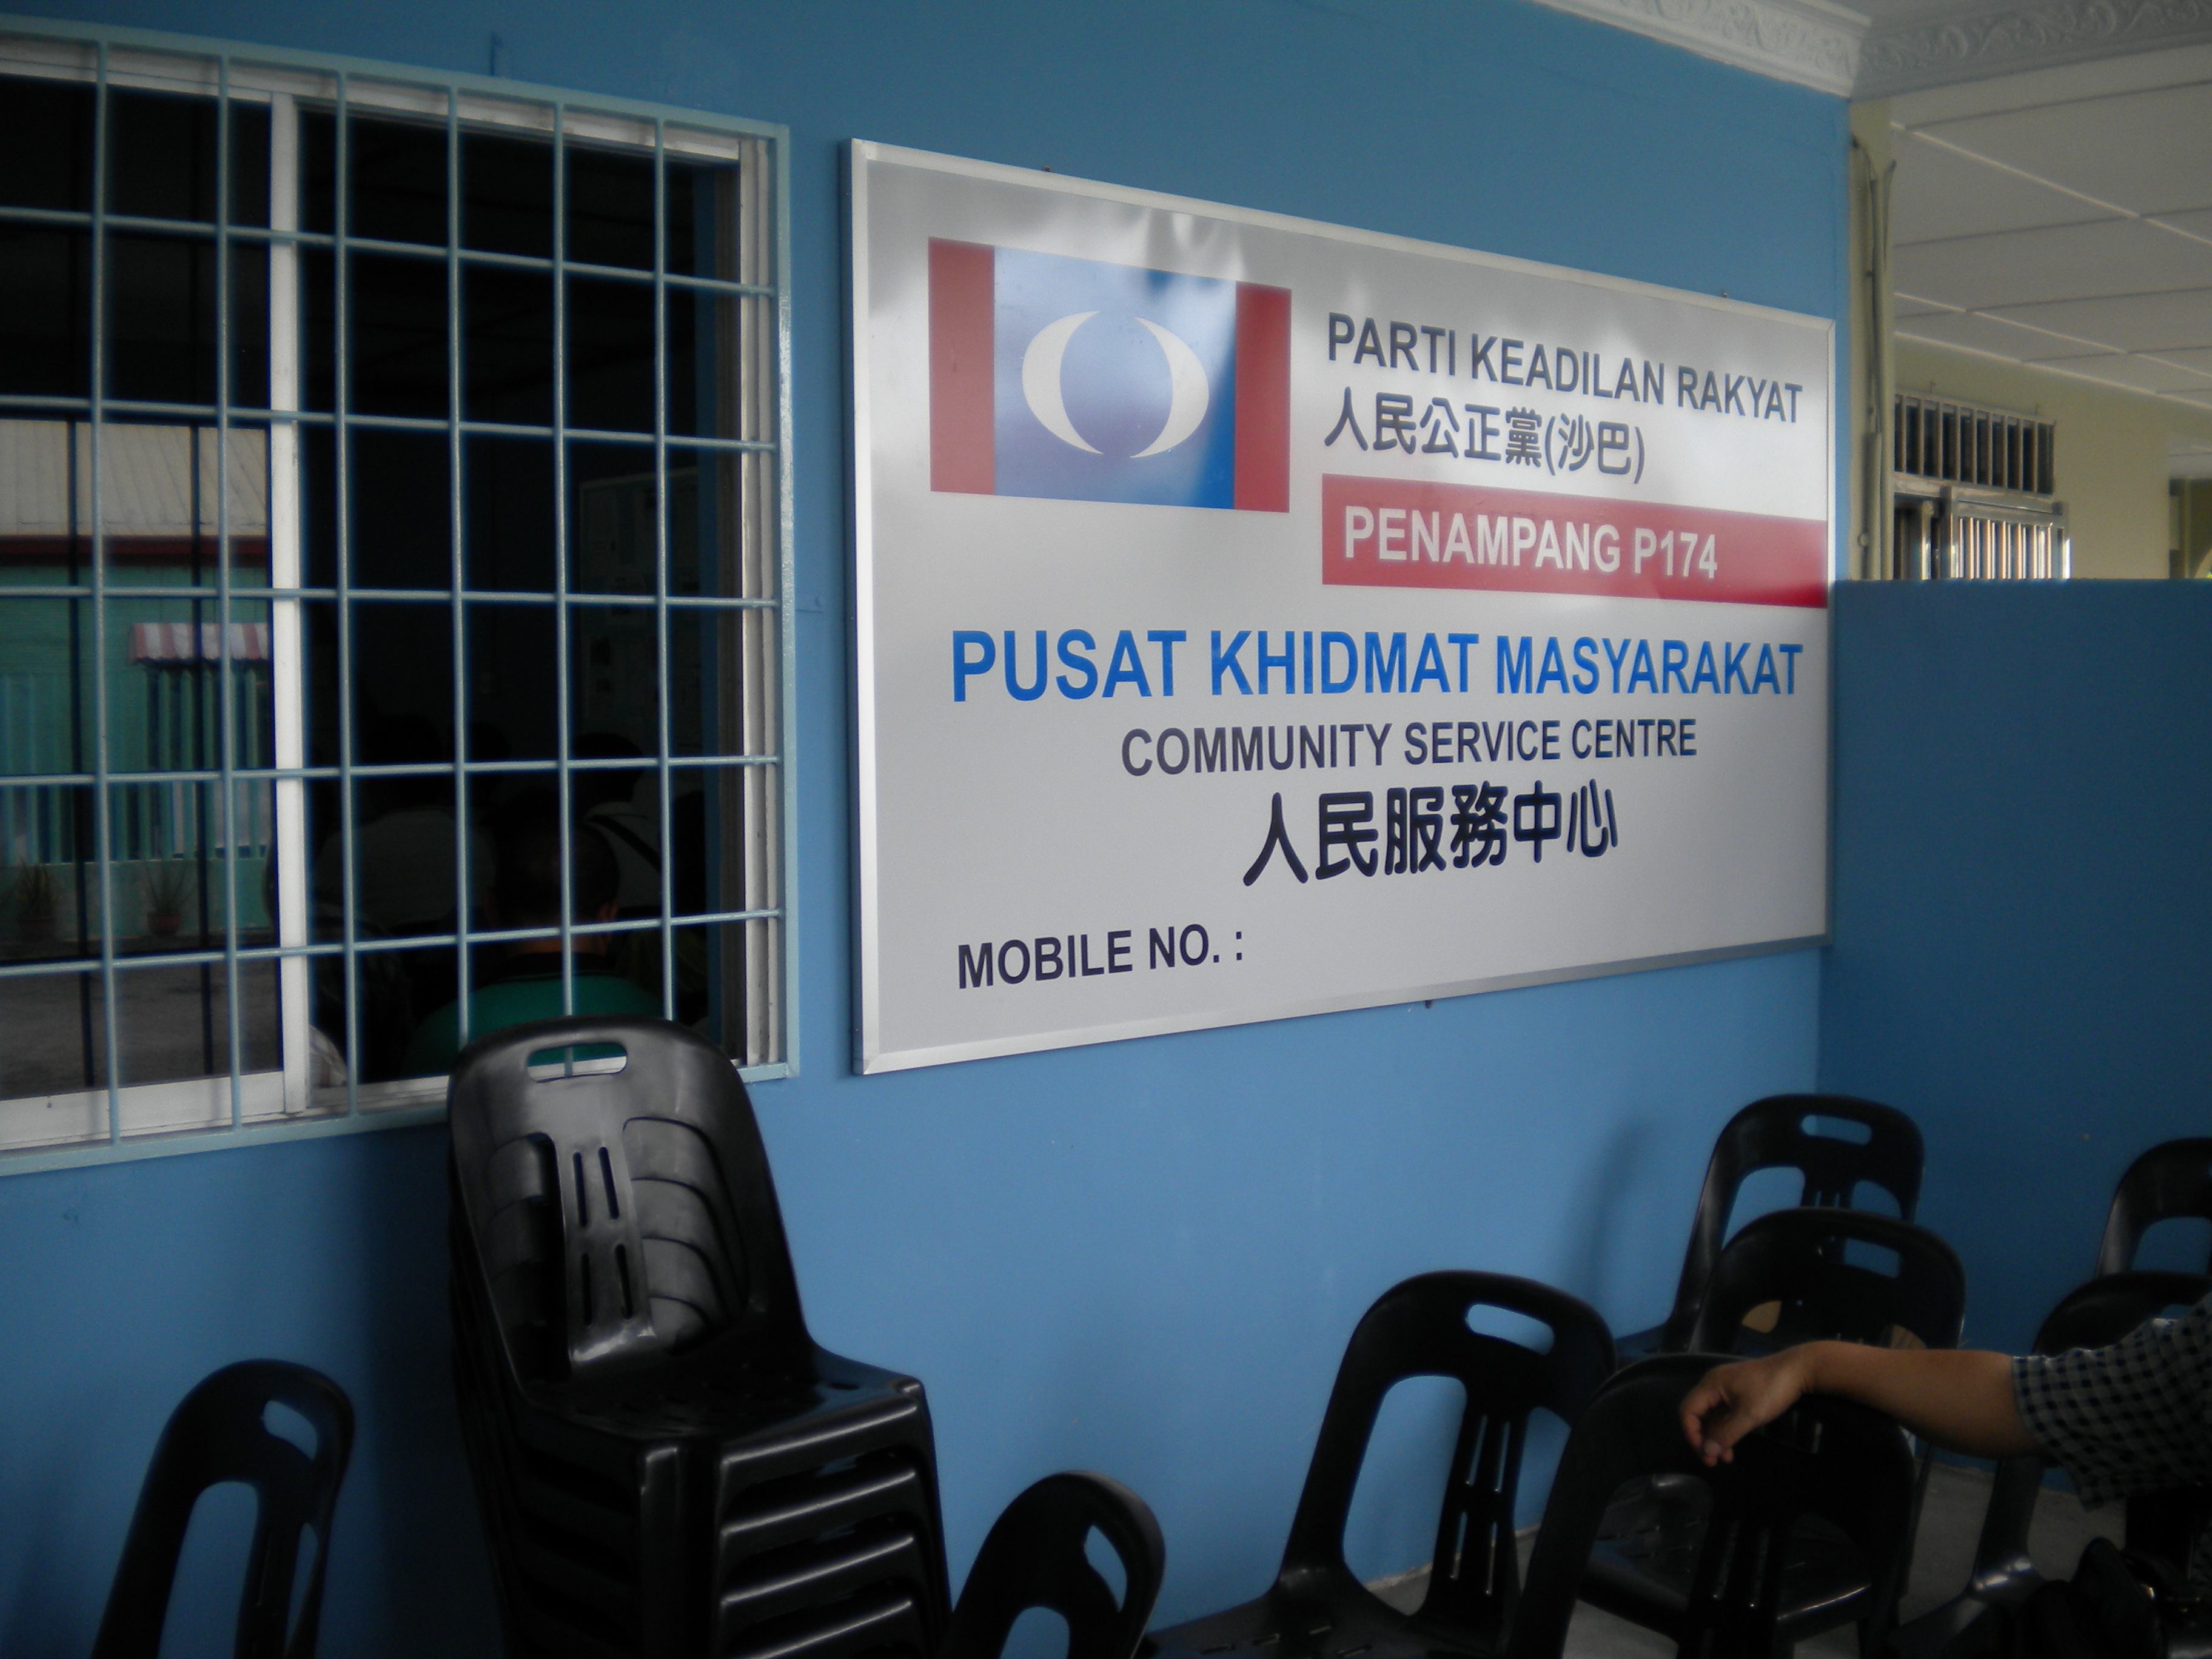 PARTI KEADILAN RAKYAT
人民公正黨(沙巴)
PENAMPANG P174
PUSAT KHIDMAT MASYARAKAT
COMMUNITY SERVICE CENTRE
人民服務中心
MOBILE NO. :